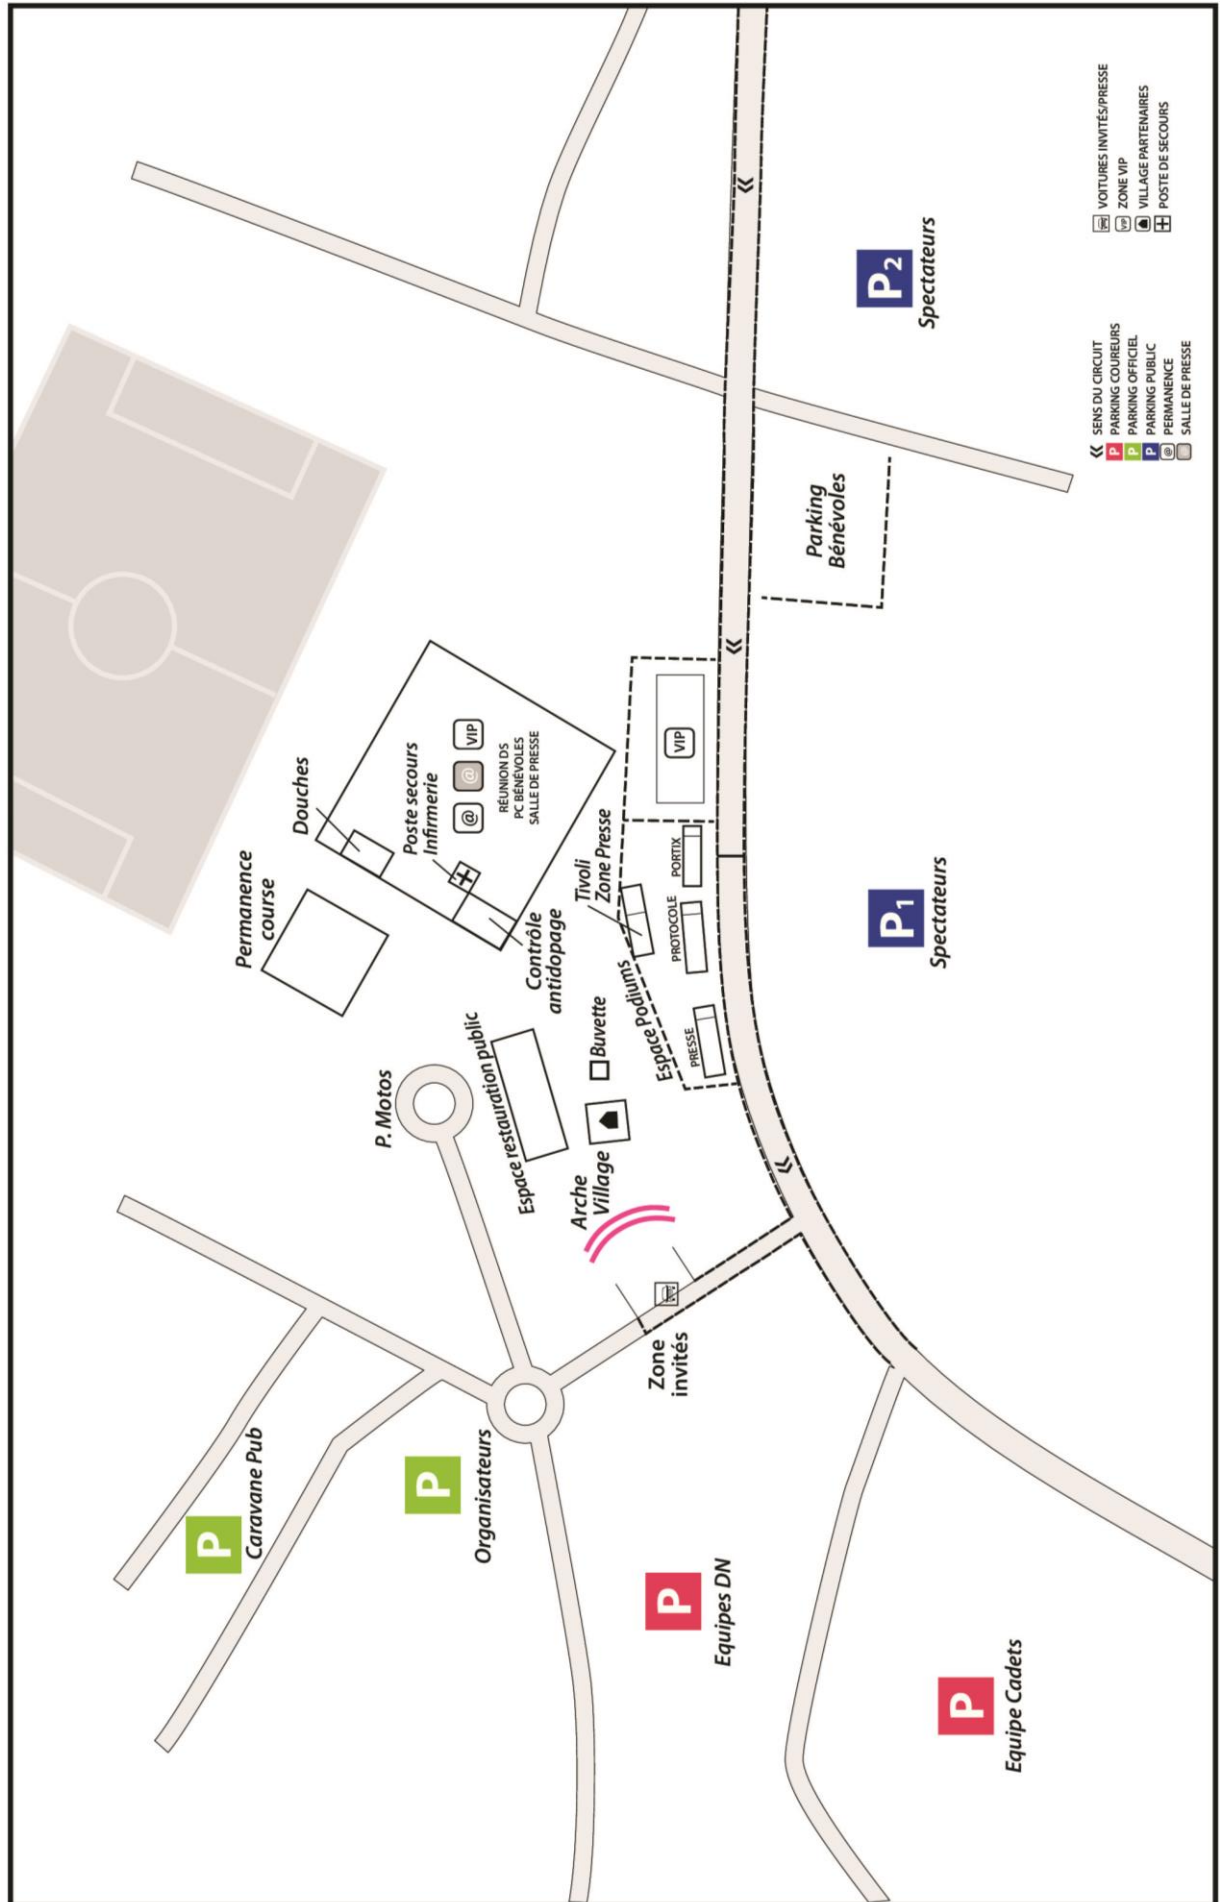 P
Caravane Pub
P
Organisateurs
P
Equipes DN
P
Equipe Cadets
P. Motos
Permanence
course
Douches
Poste secours
Infirmerie
@
@
VIP
RÉUNION DS
PC BÉNÉVOLES
SALLE DE PRESSE
Contrôle
antidopage
Espace restauration public
Buvette
Arche
Village
Zone
invités
Espace Podiums
Tivoli
Zone Presse
PRESSE
PROTOCOLE
PORTIX
VIP
Parking
Bénévoles
P1
Spectateurs
P2
Spectateurs
SENS DU CIRCUIT
P PARKING COUREURS
P PARKING OFFICIEL
P PARKING PUBLIC
@ PERMANENCE
@ SALLE DE PRESSE
VOITURES INVITÉS/PRESSE
VIP ZONE VIP
VILLAGE PARTENAIRES
POSTE DE SECOURS